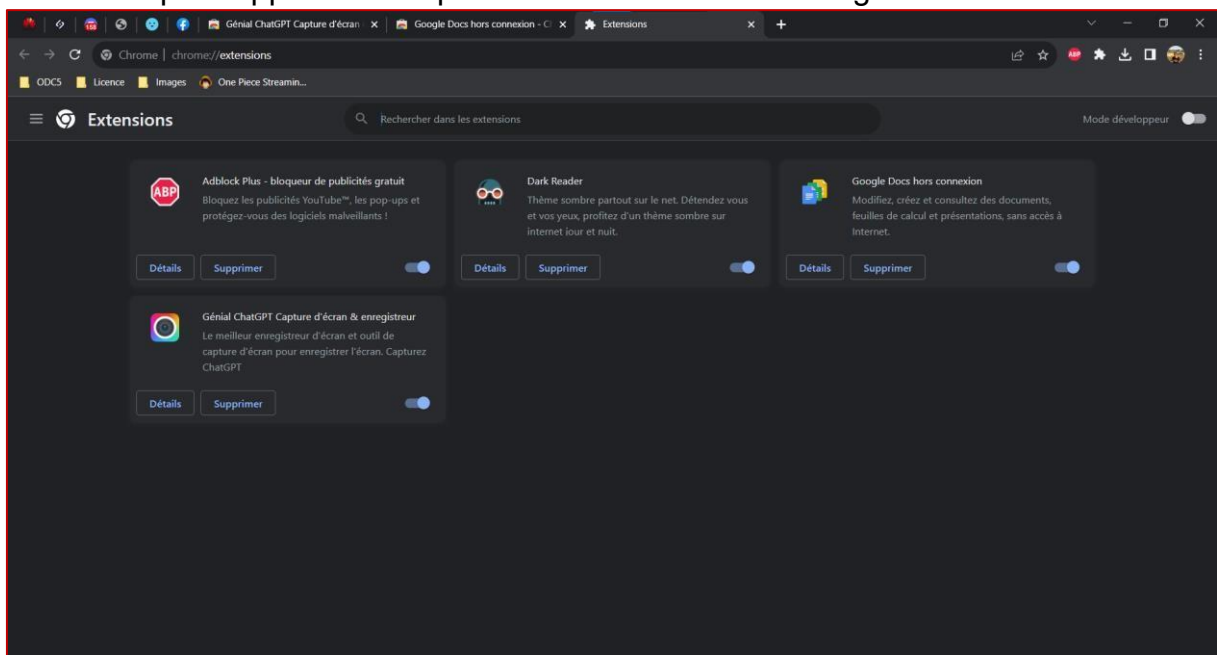 Génial ChatGPT Capture d'écran
Google Docs hors connexion - C
Extensions
Chrome | chrome://extensions
ODC5
Licence
Images
One Piece Streamin...
Extensions
Rechercher dans les extensions
Mode développeur
ABP
Adblock Plus - bloqueur de publicités gratuit
Bloquez les publicités YouTube™, les pop-ups et
protégez-vous des logiciels malveillants !
Détails
Supprimer
Dark Reader
Thème sombre partout sur le net. Détendez vous
et vos yeux, profitez d'un thème sombre sur
internet jour et nuit.
Détails
Supprimer
Google Docs hors connexion
Modifiez, créez et consultez des documents,
feuilles de calcul et présentations, sans accès à
Internet.
Détails
Supprimer
Génial ChatGPT Capture d'écran & enregistreur
Le meilleur enregistreur d'écran et outil de
capture d'écran pour enregistrer l'écran. Capturez
ChatGPT
Détails
Supprimer